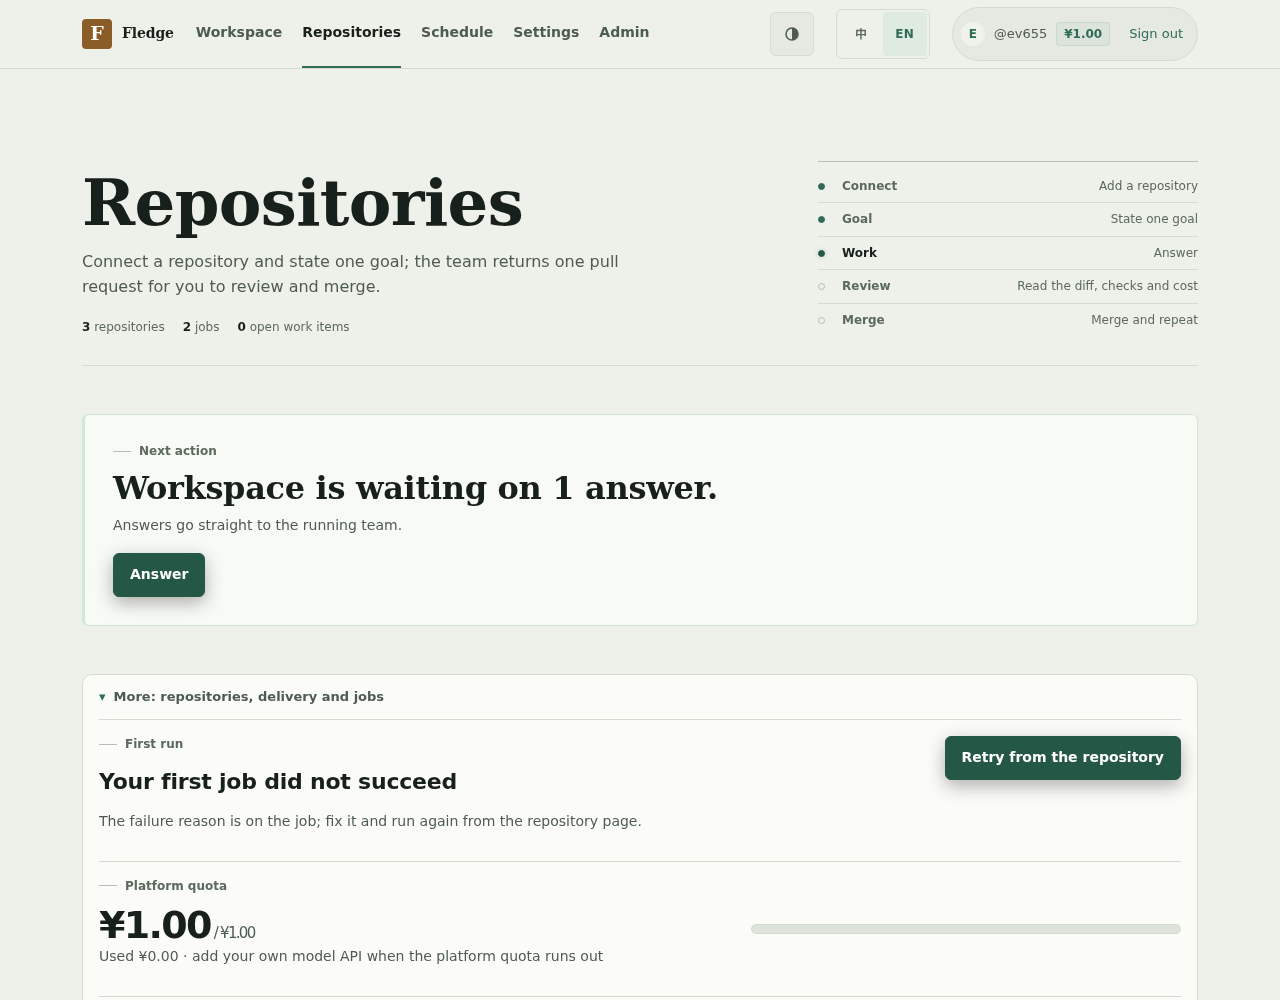 F Fledge Workspace Repositories Schedule Settings Admin 中 EN E @ev655 ¥1.00 Sign out
Repositories
Connect a repository and state one goal; the team returns one pull
request for you to review and merge.
3 repositories 2 jobs 0 open work items
Connect Add a repository
Goal State one goal
Work Answer
Review Read the diff, checks and cost
Merge Merge and repeat
Next action
Workspace is waiting on 1 answer.
Answers go straight to the running team.
Answer
▾ More: repositories, delivery and jobs
First run
Your first job did not succeed
The failure reason is on the job; fix it and run again from the repository page.
Retry from the repository
Platform quota
¥1.00 / ¥1.00
Used ¥0.00 · add your own model API when the platform quota runs out